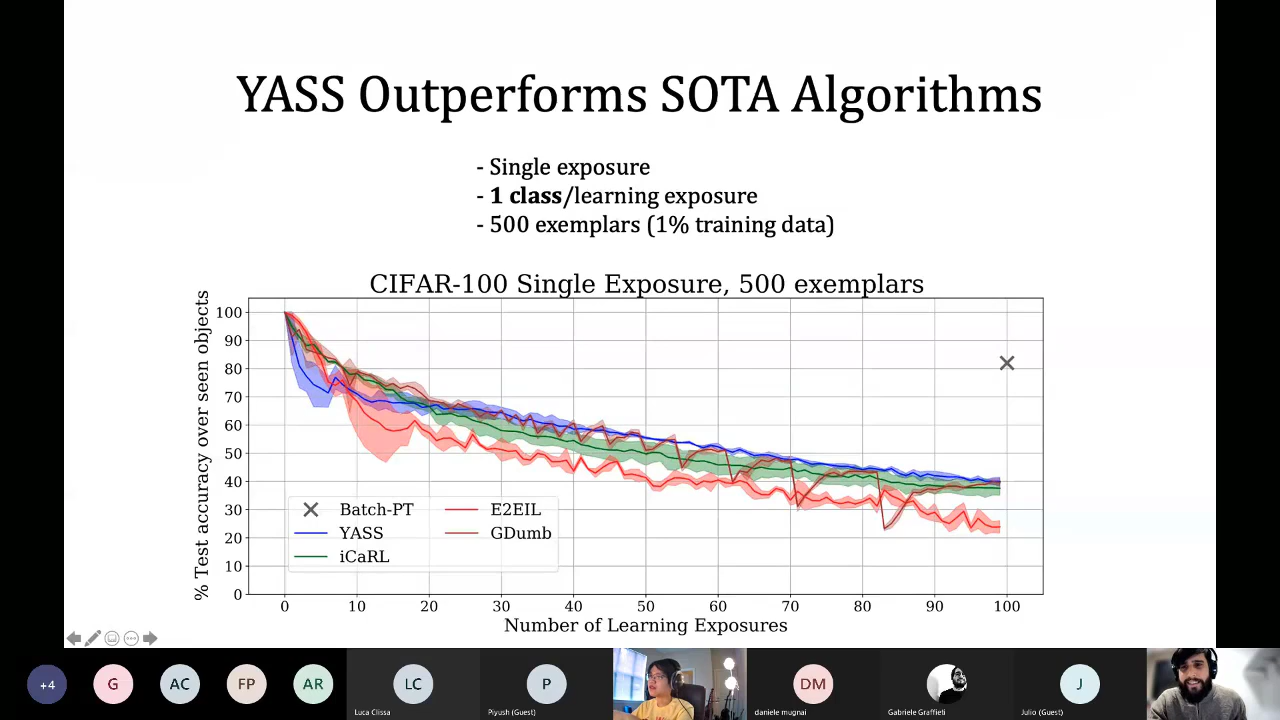 YASS Outperforms SOTA Algorithms
- Single exposure
- 1 class/learning exposure
- 500 exemplars (1% training data)
CIFAR-100 Single Exposure, 500 exemplars
% Test accuracy over seen objects
100
90
80
70
60
50
40
30
20
10
0
Batch-PT
YASS
iCaRL
E2EIL
GDumb
0 10 20 30 40 50 60 70 80 90 100
Number of Learning Exposures
+4 G AC FP AR LC P DM J
Luca Clissa Piyush (Guest) daniele mugnai Gabriele Graffieti Julio (Guest)